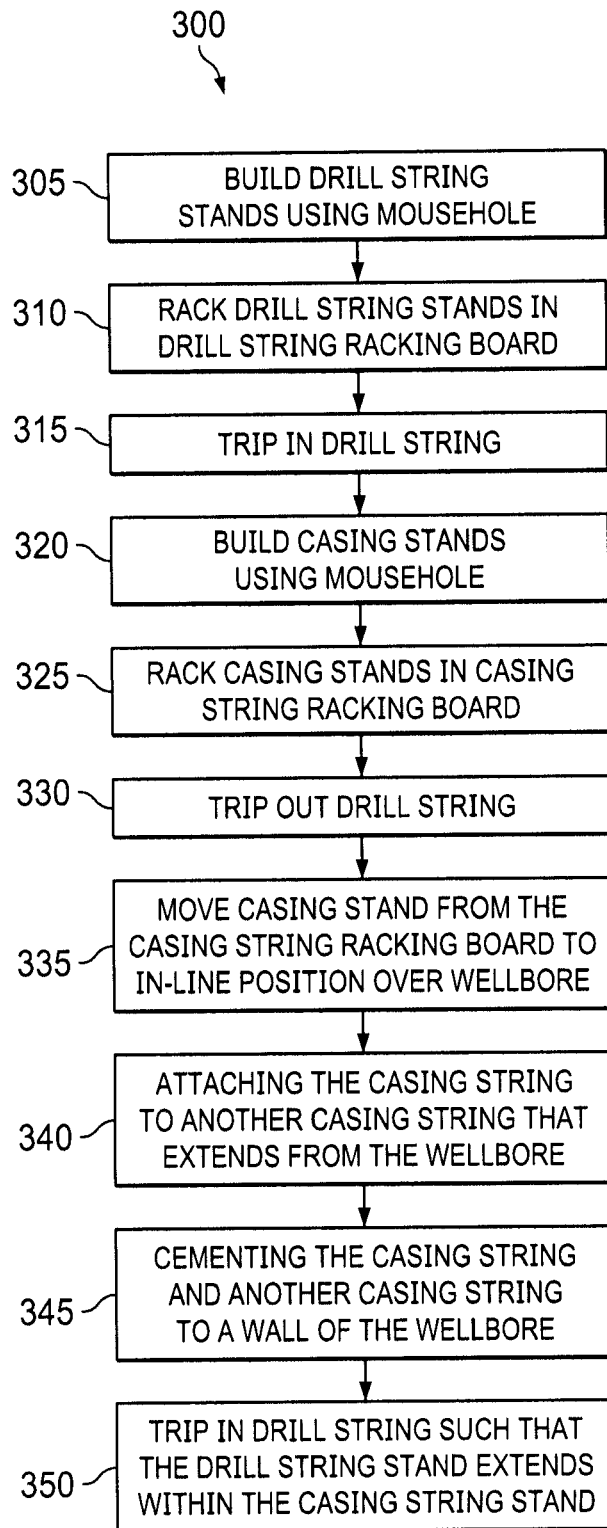 300
305
BUILD DRILL STRING
STANDS USING MOUSEHOLE
310
RACK DRILL STRING STANDS IN
DRILL STRING RACKING BOARD
315
TRIP IN DRILL STRING
320
BUILD CASING STANDS
USING MOUSEHOLE
325
RACK CASING STANDS IN CASING
STRING RACKING BOARD
330
TRIP OUT DRILL STRING
335
MOVE CASING STAND FROM THE
CASING STRING RACKING BOARD TO
IN-LINE POSITION OVER WELLBORE
340
ATTACHING THE CASING STRING
TO ANOTHER CASING STRING THAT
EXTENDS FROM THE WELLBORE
345
CEMENTING THE CASING STRING
AND ANOTHER CASING STRING
TO A WALL OF THE WELLBORE
350
TRIP IN DRILL STRING SUCH THAT
THE DRILL STRING STAND EXTENDS
WITHIN THE CASING STRING STAND